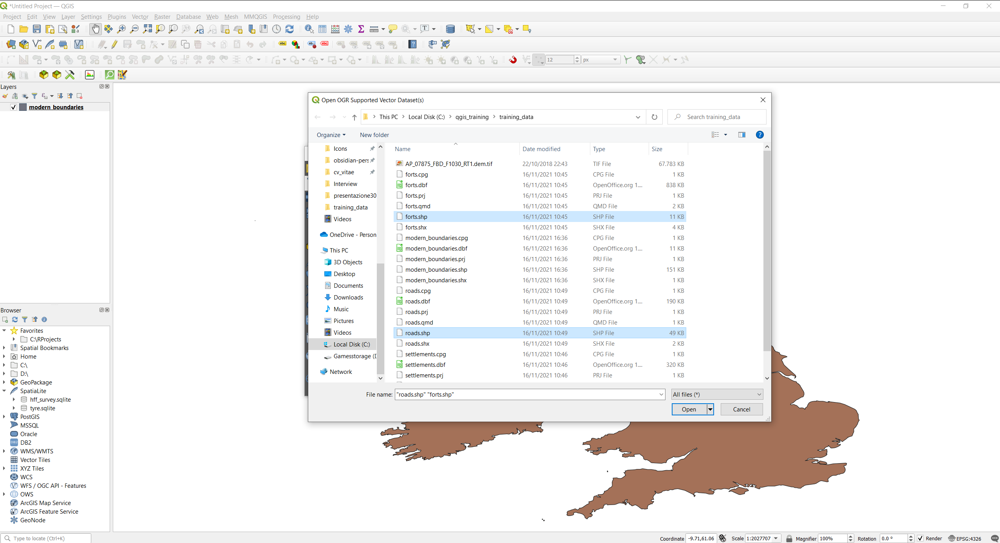 *Untitled Project — QGIS
Project Edit View Layer Settings Plugins Vector Raster Database Web Mesh MMQGIS Processing Help
12 px
Layers
modern_boundaries
Open OGR Supported Vector Dataset(s)
This PC Local Disk (C:) qgis_training training_data
Search training_data
Organize New folder
Icons
obsidian-pers
cv_vitae
Interview
presentazione30
training_data
Videos
OneDrive - Person
This PC
3D Objects
Desktop
Documents
Downloads
Music
Pictures
Videos
Local Disk (C:)
Gamesstorage (D
Network
Name Date modified Type Size
AP_07875_FBD_F1030_RT1.dem.tif 22/10/2018 22:43 TIF File 67.783 KB
forts.cpg 16/11/2021 10:45 CPG File 1 KB
forts.dbf 16/11/2021 10:45 OpenOffice.org 1.... 838 KB
forts.prj 16/11/2021 10:45 PRJ File 1 KB
forts.qmd 16/11/2021 10:45 QMD File 2 KB
forts.shp 16/11/2021 10:45 SHP File 11 KB
forts.shx 16/11/2021 10:45 SHX File 4 KB
modern_boundaries.cpg 16/11/2021 16:36 CPG File 1 KB
modern_boundaries.dbf 16/11/2021 16:36 OpenOffice.org 1.... 11 KB
modern_boundaries.prj 16/11/2021 16:36 PRJ File 1 KB
modern_boundaries.shp 16/11/2021 16:36 SHP File 151 KB
modern_boundaries.shx 16/11/2021 16:36 SHX File 1 KB
roads.cpg 16/11/2021 10:49 CPG File 1 KB
roads.dbf 16/11/2021 10:49 OpenOffice.org 1.... 190 KB
roads.prj 16/11/2021 10:49 PRJ File 1 KB
roads.qmd 16/11/2021 10:49 QMD File 1 KB
roads.shp 16/11/2021 10:49 SHP File 49 KB
roads.shx 16/11/2021 10:49 SHX File 2 KB
settlements.cpg 16/11/2021 10:46 CPG File 1 KB
settlements.dbf 16/11/2021 10:46 OpenOffice.org 1.... 320 KB
settlements.prj 16/11/2021 10:46 PRJ File 1 KB
File name: "roads.shp" "forts.shp" All files (*)
Open Cancel
Browser
Favorites
C:\RProjects
Spatial Bookmarks
Home
C:\
D:\
GeoPackage
SpatiaLite
hff_survey.sqlite
tyre.sqlite
PostGIS
MSSQL
Oracle
DB2
WMS/WMTS
Vector Tiles
XYZ Tiles
WCS
WFS / OGC API - Features
OWS
ArcGIS Map Service
ArcGIS Feature Service
GeoNode
Type to locate (Ctrl+K) Coordinate -9.71,61.06 Scale 1:2027707 Magnifier 100% Rotation 0.0 ° Render EPSG:4326